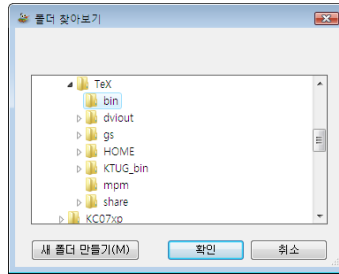 폴더 찾아보기
TeX
bin
dviout
gs
HOME
KTUG_bin
mpm
share
KC07xp
새 폴더 만들기(M)
확인
취소